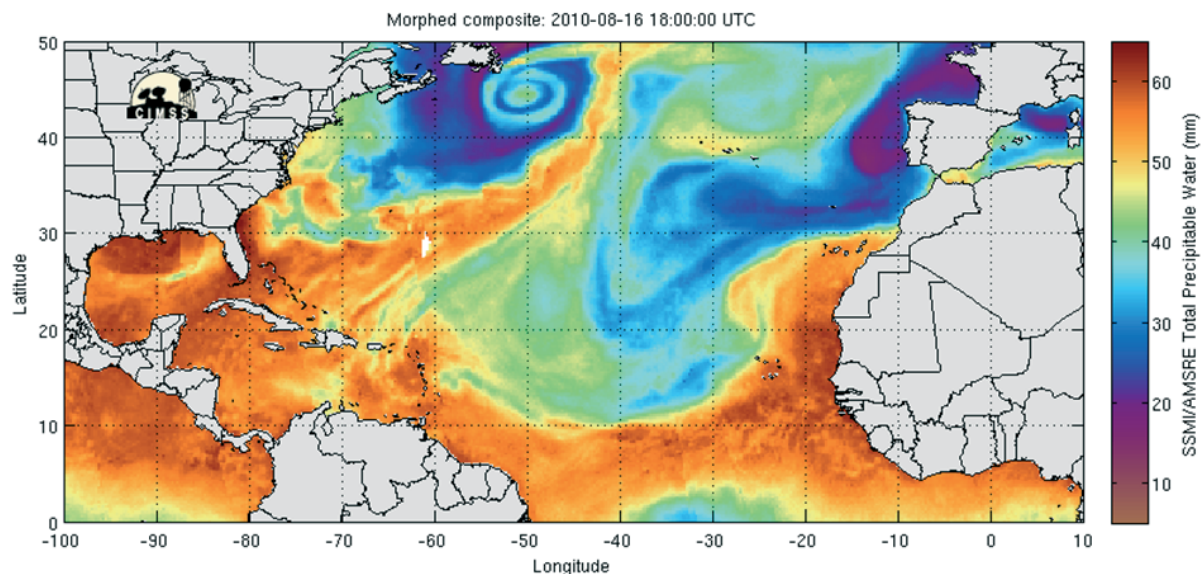 Morphed composite: 2010-08-16 18:00:00 UTC
CIMSS
50
40
30
20
10
0
Latitude
-100 -90 -80 -70 -60 -50 -40 -30 -20 -10 0 10
Longitude
60
50
40
30
20
10
SSMI/AMSRE Total Precipitable Water (mm)